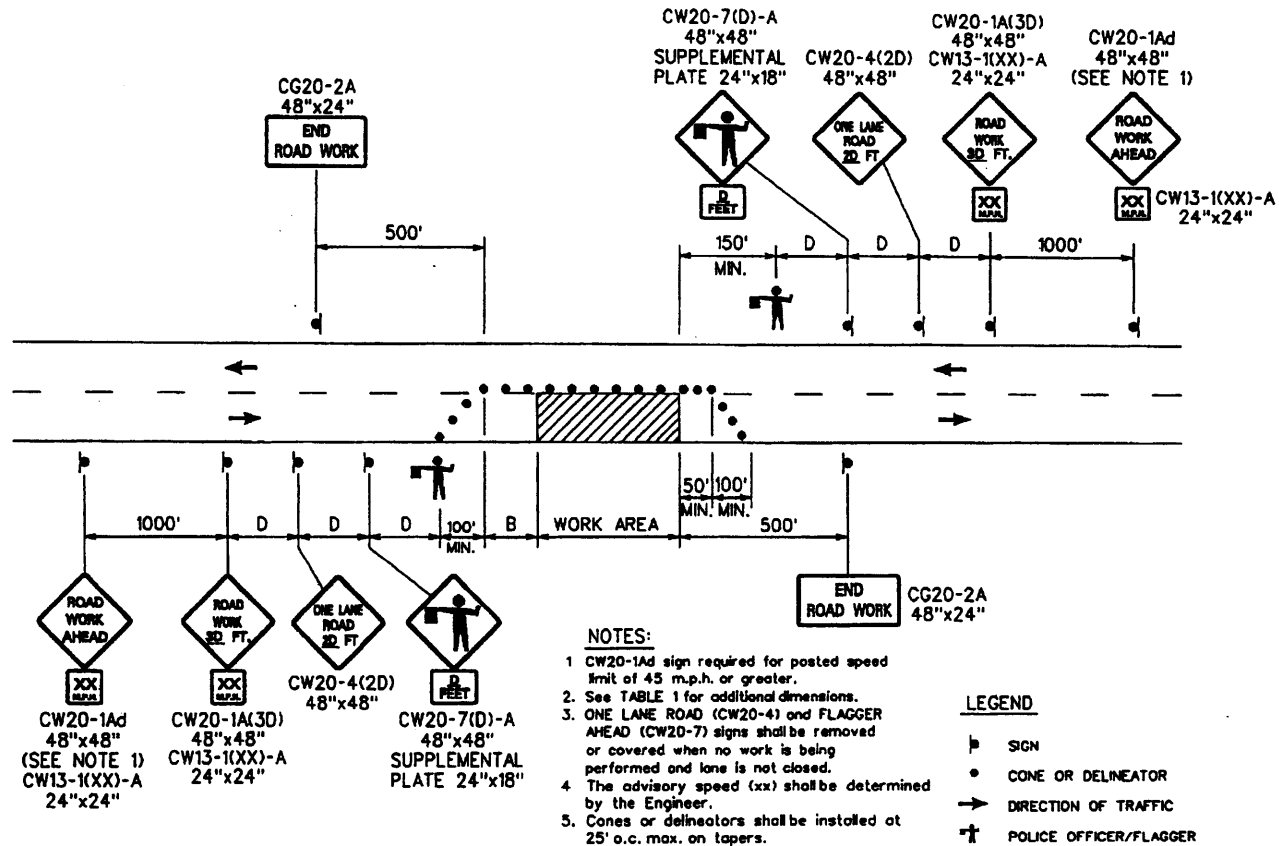 CW20-7(D)-A
48"x48"
SUPPLEMENTAL
PLATE 24"x18"
CW20-4(2D)
48"x48"
CW20-1A(3D)
48"x48"
CW13-1(XX)-A
24"x24"
CW20-1Ad
48"x48"
(SEE NOTE 1)
CG20-2A
48"x24"
END
ROAD WORK
D
FEET
ONE LANE
ROAD
2D FT
ROAD
WORK
3D FT.
XX
M.P.H.
ROAD
WORK
AHEAD
XX
M.P.H.
CW13-1(XX)-A
24"x24"
500'
150'
MIN.
D
D
D
1000'
1000'
D
D
D
100'
MIN.
B
WORK AREA
50'
MIN.
100'
MIN.
500'
ROAD
WORK
AHEAD
XX
M.P.H.
CW20-1Ad
48"x48"
(SEE NOTE 1)
CW13-1(XX)-A
24"x24"
ROAD
WORK
3D FT.
XX
M.P.H.
CW20-1A(3D)
48"x48"
CW13-1(XX)-A
24"x24"
ONE LANE
ROAD
2D FT
CW20-4(2D)
48"x48"
D
FEET
CW20-7(D)-A
48"x48"
SUPPLEMENTAL
PLATE 24"x18"
END
ROAD WORK
CG20-2A
48"x24"
NOTES:
1 CW20-1Ad sign required for posted speed
limit of 45 m.p.h. or greater.
2. See TABLE 1 for additional dimensions.
3. ONE LANE ROAD (CW20-4) and FLAGGER
AHEAD (CW20-7) signs shall be removed
or covered when no work is being
performed and lane is not closed.
4 The advisory speed (xx) shall be determined
by the Engineer.
5. Cones or delineators shall be installed at
25' o.c. max. on tapers.
LEGEND
SIGN
CONE OR DELINEATOR
DIRECTION OF TRAFFIC
POLICE OFFICER/FLAGGER